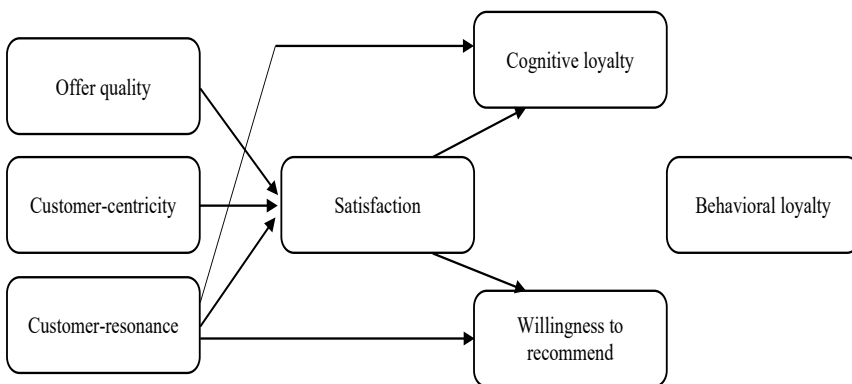 Offer quality
Customer-centricity
Customer-resonance
Satisfaction
Cognitive loyalty
Willingness to
recommend
Behavioral loyalty